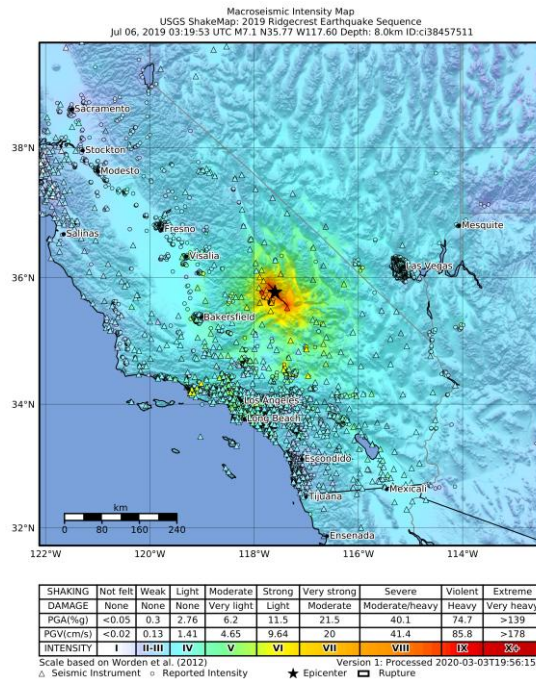 Macroseismic Intensity Map
USGS ShakeMap: 2019 Ridgecrest Earthquake Sequence
Jul 06, 2019 03:19:53 UTC M7.1 N35.77 W117.60 Depth: 8.0km ID:ci38457511
Sacramento
38°N
Stockton
Modesto
Fresno
Mesquite
Salinas
Visalia
Las Vegas
36°N
Bakersfield
34°N
Los Angeles
Long Beach
Escondido
Mexicali
Tijuana
km
0 80 160 240
32°N
Ensenada
122°W 120°W 118°W 116°W 114°W
SHAKING Not felt Weak Light Moderate Strong Very strong Severe Violent Extreme
DAMAGE None None None Very light Light Moderate Moderate/heavy Heavy Very heavy
PGA(%g) <0.05 0.3 2.76 6.2 11.5 21.5 40.1 74.7 >139
PGV(cm/s) <0.02 0.13 1.41 4.65 9.64 20 41.4 85.8 >178
INTENSITY I II-III IV V VI VII VIII IX X+
Scale based on Worden et al. (2012) Version 1: Processed 2020-03-03T19:56:15
△ Seismic Instrument ○ Reported Intensity ★ Epicenter Rupture